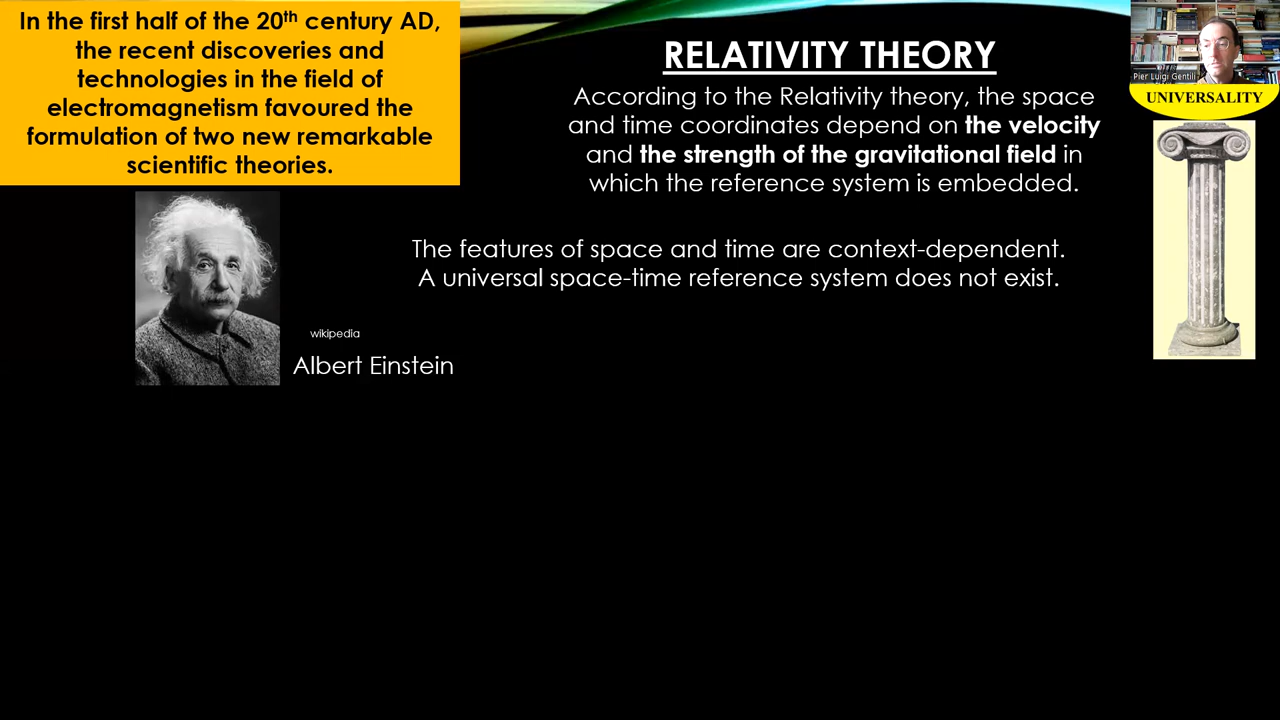 In the first half of the 20th century AD,
the recent discoveries and
technologies in the field of
electromagnetism favoured the
formulation of two new remarkable
scientific theories.
RELATIVITY THEORY
According to the Relativity theory, the space
and time coordinates depend on the velocity
and the strength of the gravitational field in
which the reference system is embedded.
The features of space and time are context-dependent.
A universal space-time reference system does not exist.
wikipedia
Albert Einstein
Pier Luigi Gentili
UNIVERSALITY